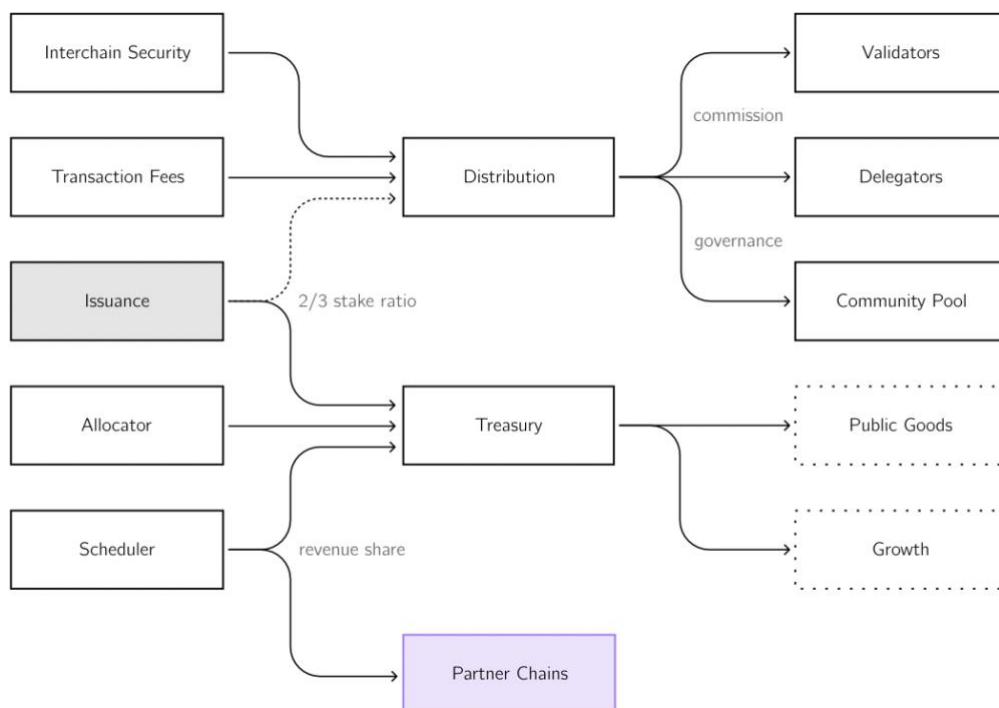 Interchain Security
Validators
commission
Transaction Fees
Distribution
Delegators
governance
Issuance
2/3 stake ratio
Community Pool
Allocator
Treasury
Public Goods
Scheduler
revenue share
Growth
Partner Chains